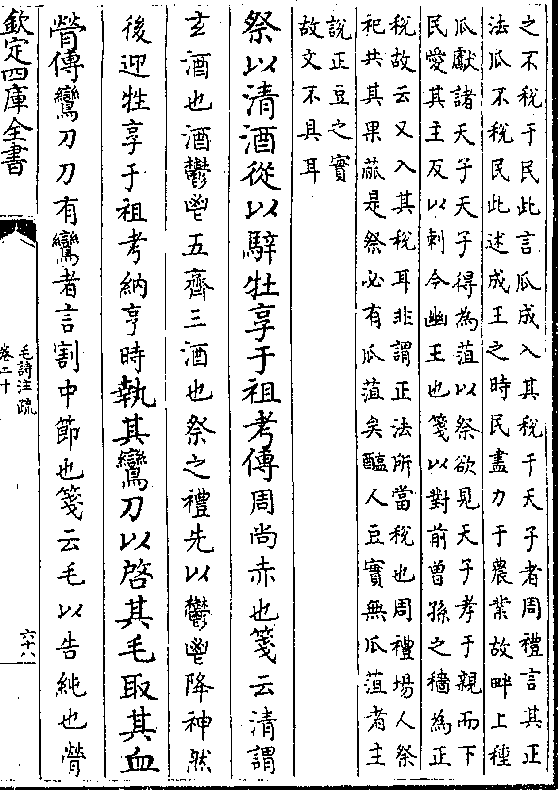 之不税于民此言瓜成入其税于天子者周禮言其正
法瓜不税民此述成王之時民盡力于農業故畔上種
瓜獻諸天子天子得為菹以祭欲見天子孝于親而下
民愛其主反以刺今幽王也箋以對前曽孫之穡為正
税故云又入其税耳非謂正法所當税也周禮場人祭
祀共其果蓏是祭必有瓜菹矣醢人豆實無瓜菹者主
說正豆之實
故文不具耳
祭以清酒從以騂牡享于祖考傳周尚赤也箋云清謂
𤣥酒也酒鬱鬯五齊三酒也祭之禮先以鬱鬯降神然
後迎牲享于祖考納亨時執其鸞刀以啓其毛取其血
膋傳鸞刀刀有鸞者言割中節也箋云毛以告純也膋
欽定四庫全書
毛詩注疏
卷二十
六十八